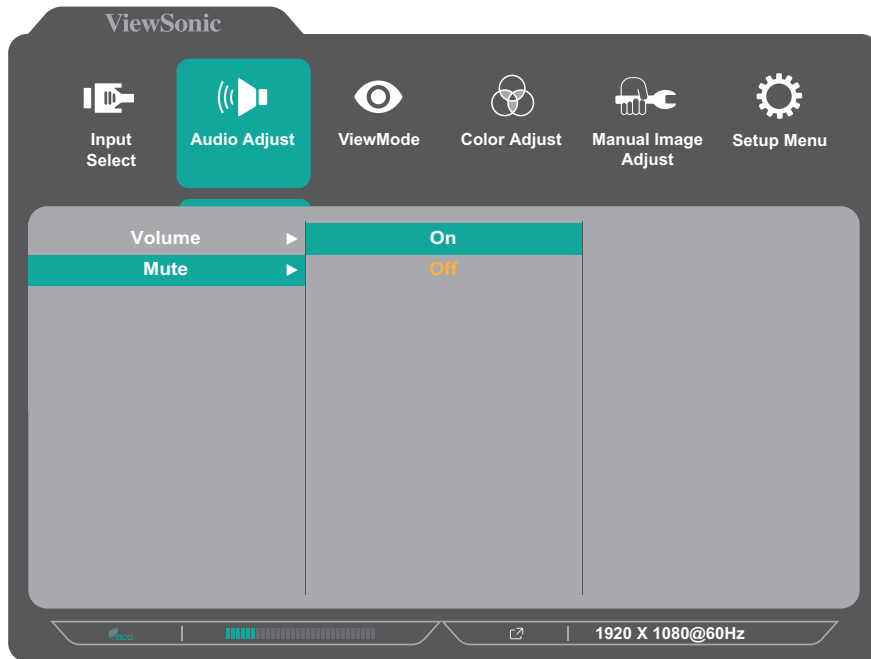 ViewSonic
Input
Select
Audio Adjust
ViewMode
Color Adjust
Manual Image
Adjust
Setup Menu
Volume
On
Mute
Off
eco
1920 X 1080@60Hz